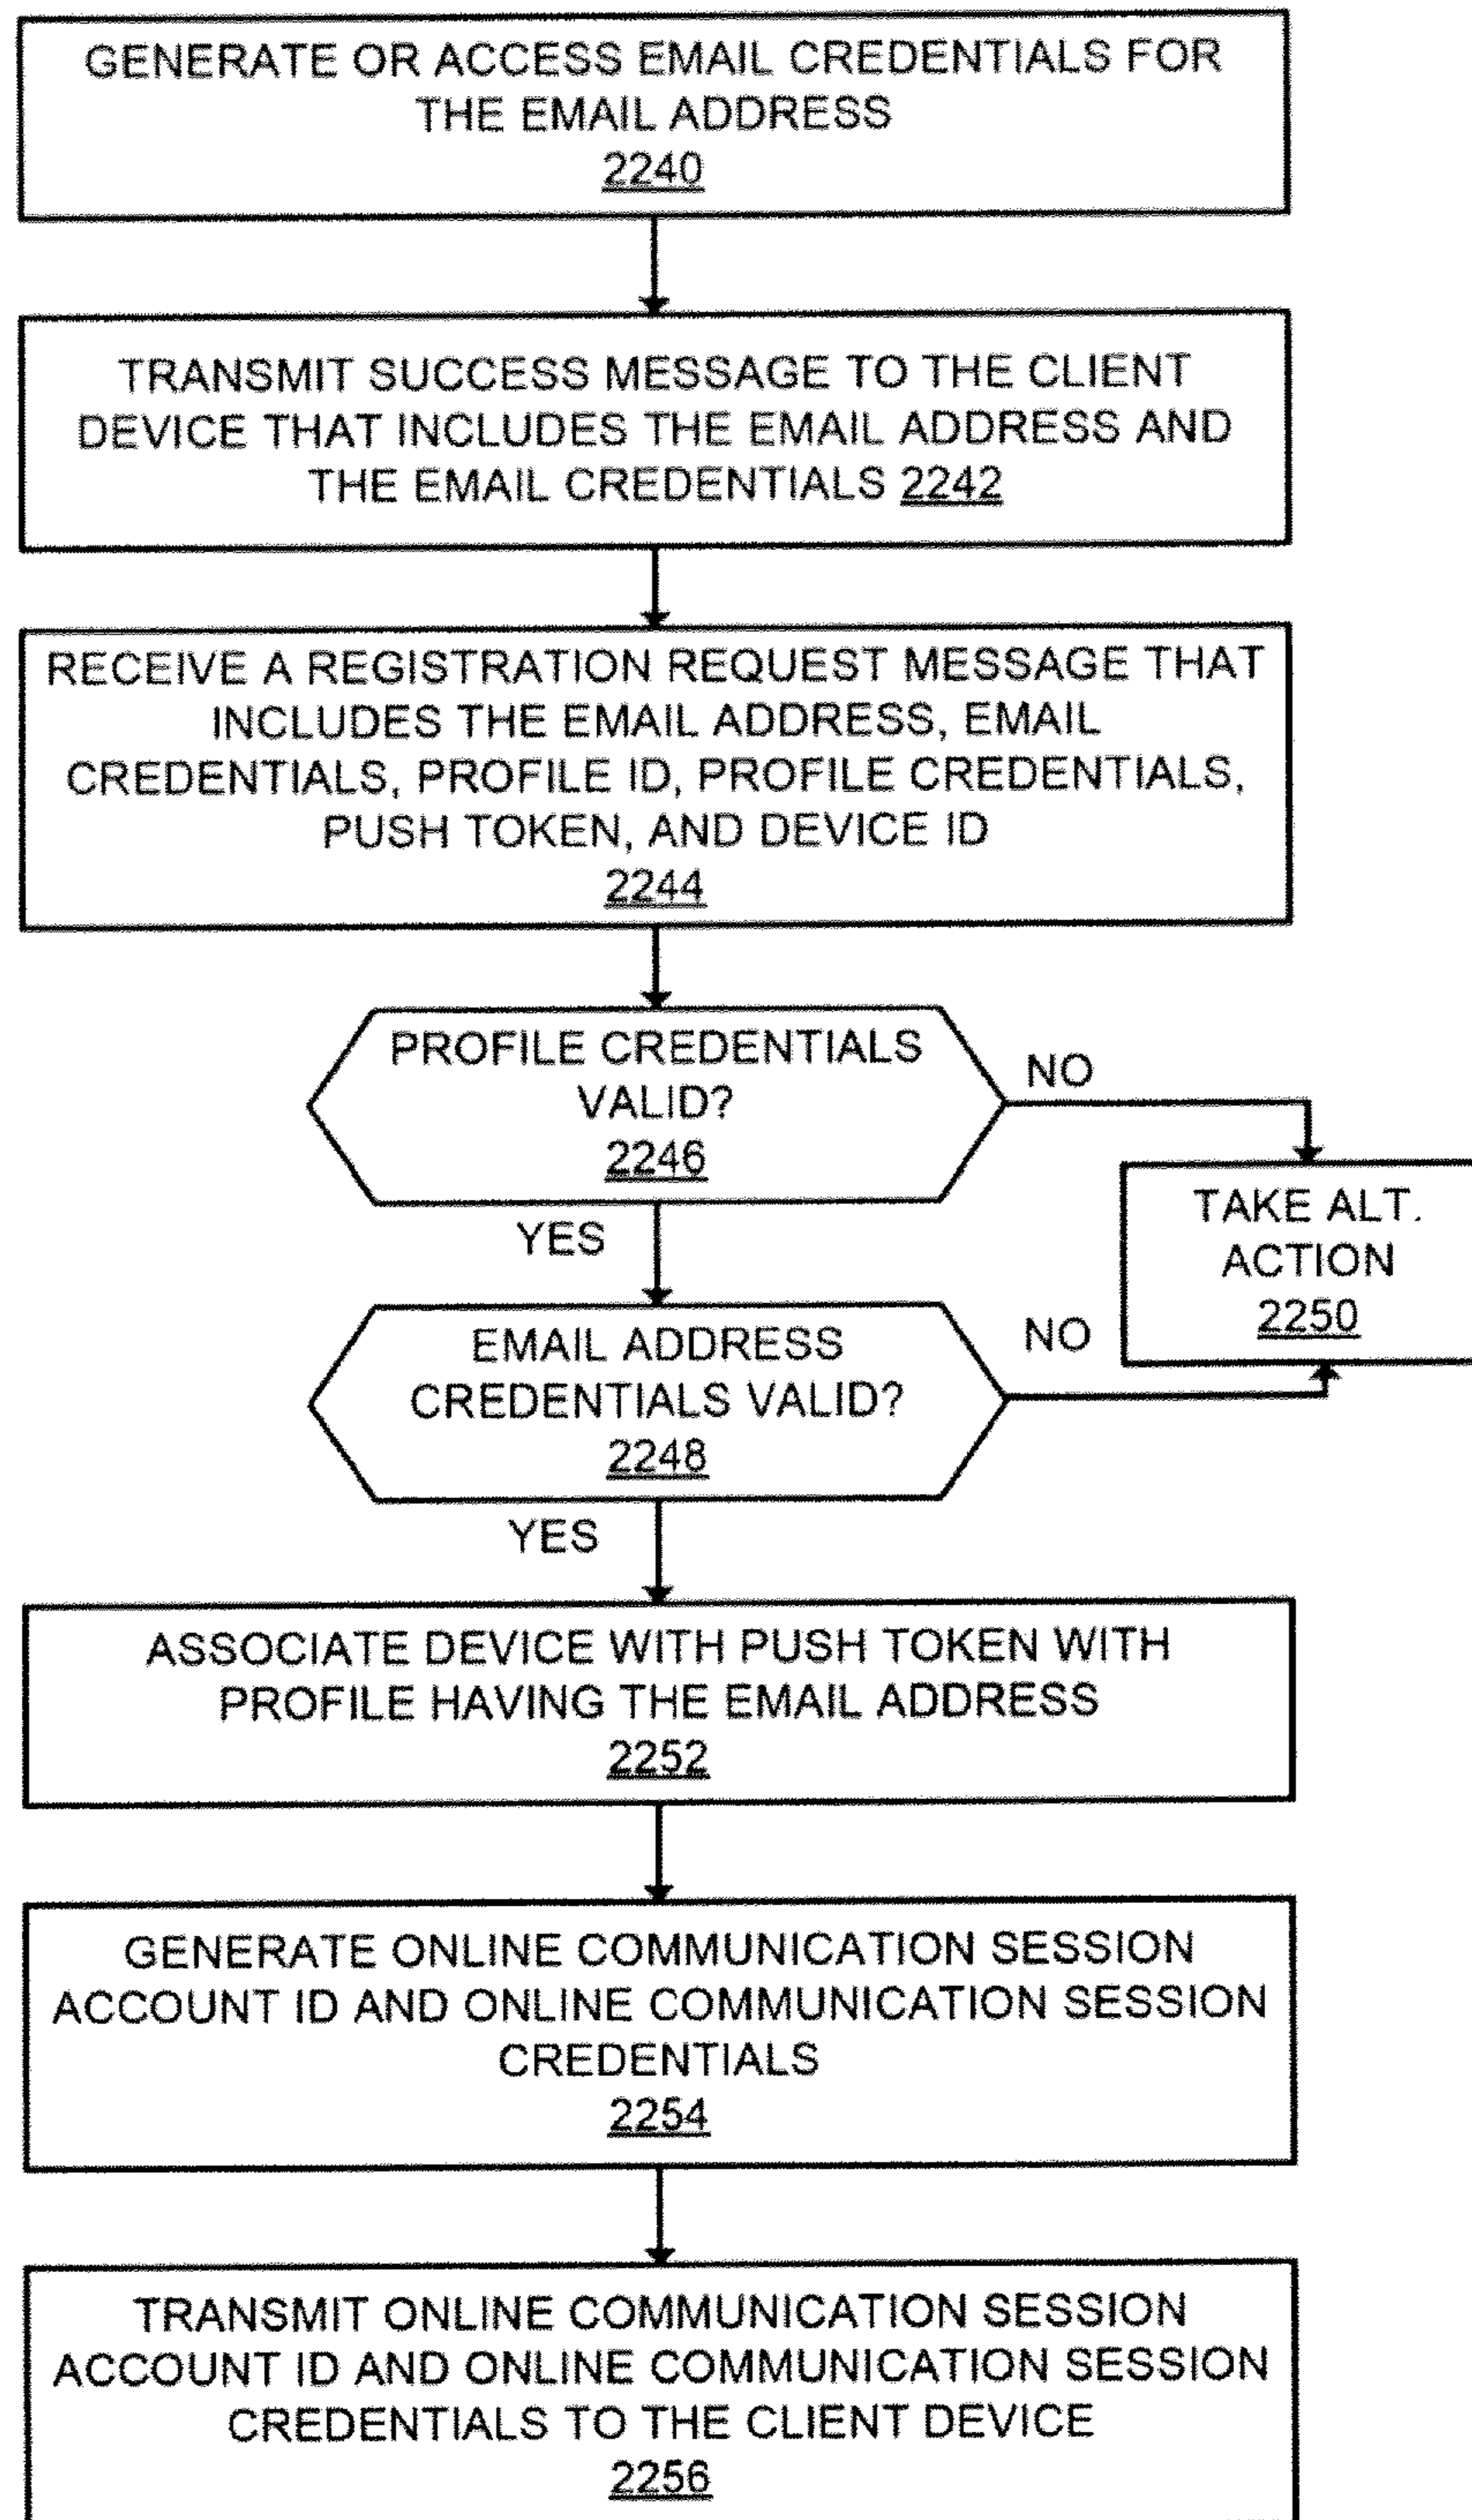 GENERATE OR ACCESS EMAIL CREDENTIALS FOR
THE EMAIL ADDRESS
2240
TRANSMIT SUCCESS MESSAGE TO THE CLIENT
DEVICE THAT INCLUDES THE EMAIL ADDRESS AND
THE EMAIL CREDENTIALS 2242
RECEIVE A REGISTRATION REQUEST MESSAGE THAT
INCLUDES THE EMAIL ADDRESS, EMAIL
CREDENTIALS, PROFILE ID, PROFILE CREDENTIALS,
PUSH TOKEN, AND DEVICE ID
2244
PROFILE CREDENTIALS
VALID?
2246
NO
YES
TAKE ALT.
ACTION
2250
EMAIL ADDRESS
CREDENTIALS VALID?
2248
NO
YES
ASSOCIATE DEVICE WITH PUSH TOKEN WITH
PROFILE HAVING THE EMAIL ADDRESS
2252
GENERATE ONLINE COMMUNICATION SESSION
ACCOUNT ID AND ONLINE COMMUNICATION SESSION
CREDENTIALS
2254
TRANSMIT ONLINE COMMUNICATION SESSION
ACCOUNT ID AND ONLINE COMMUNICATION SESSION
CREDENTIALS TO THE CLIENT DEVICE
2256